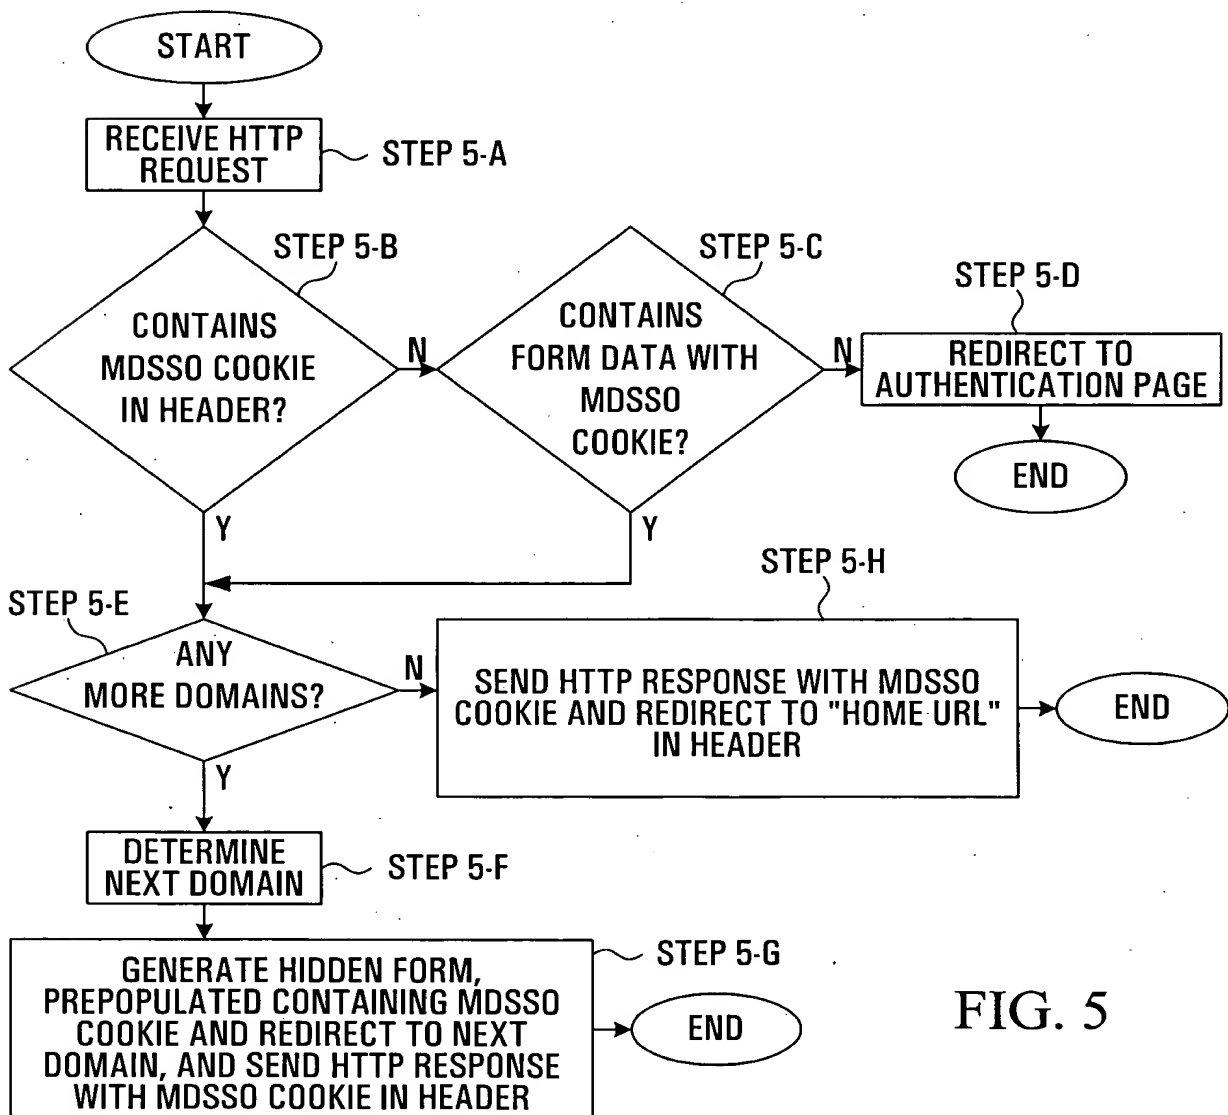 START
RECEIVE HTTP
REQUEST
STEP 5-A
STEP 5-B
CONTAINS
MDSSO COOKIE
IN HEADER?
N
Y
STEP 5-C
CONTAINS
FORM DATA WITH
MDSSO
COOKIE?
N
Y
STEP 5-D
REDIRECT TO
AUTHENTICATION PAGE
END
STEP 5-E
ANY
MORE DOMAINS?
N
Y
STEP 5-H
SEND HTTP RESPONSE WITH MDSSO
COOKIE AND REDIRECT TO "HOME URL"
IN HEADER
END
DETERMINE
NEXT DOMAIN
STEP 5-F
GENERATE HIDDEN FORM,
PREPOPULATED CONTAINING MDSSO
COOKIE AND REDIRECT TO NEXT
DOMAIN, AND SEND HTTP RESPONSE
WITH MDSSO COOKIE IN HEADER
STEP 5-G
END
FIG. 5